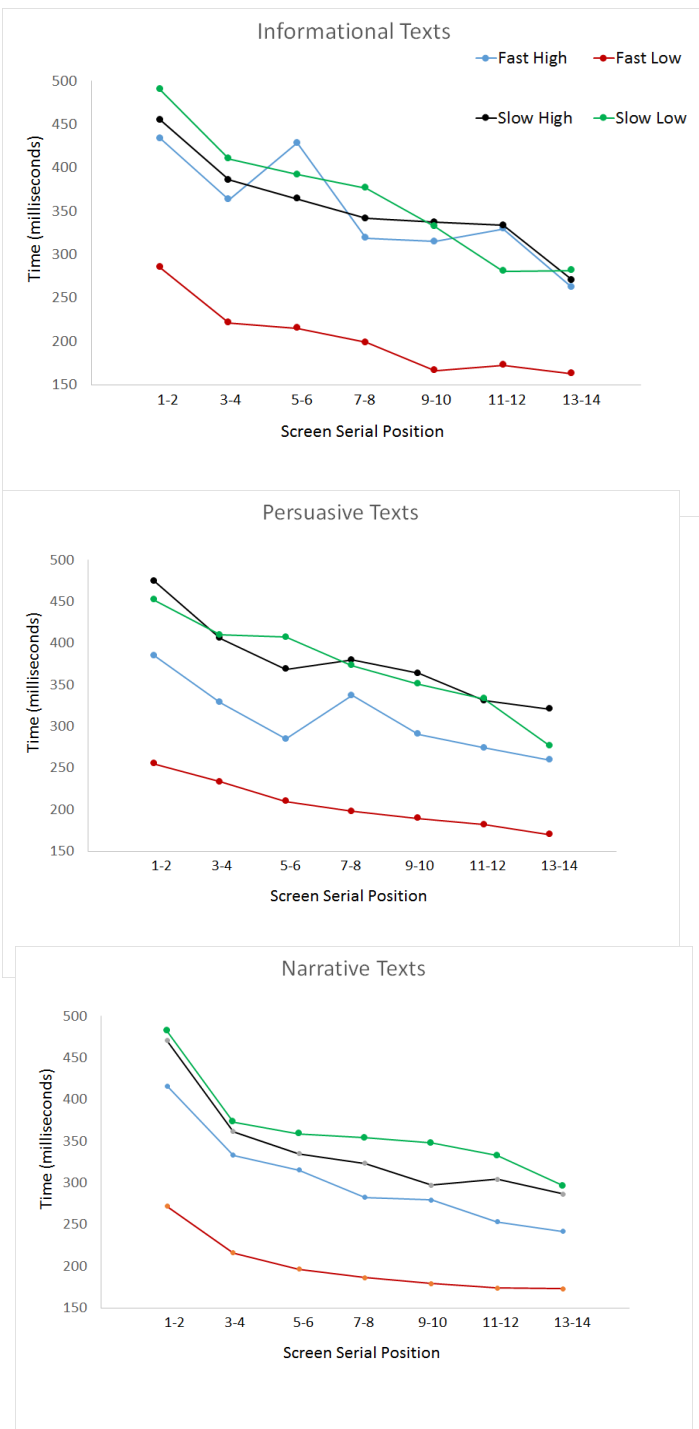 Informational Texts
Fast High Fast Low
Slow High Slow Low
500
450
400
350
300
250
200
150
Time (milliseconds)
1-2 3-4 5-6 7-8 9-10 11-12 13-14
Screen Serial Position
Persuasive Texts
500
450
400
350
300
250
200
150
Time (milliseconds)
1-2 3-4 5-6 7-8 9-10 11-12 13-14
Screen Serial Position
Narrative Texts
500
450
400
350
300
250
200
150
Time (milliseconds)
1-2 3-4 5-6 7-8 9-10 11-12 13-14
Screen Serial Position